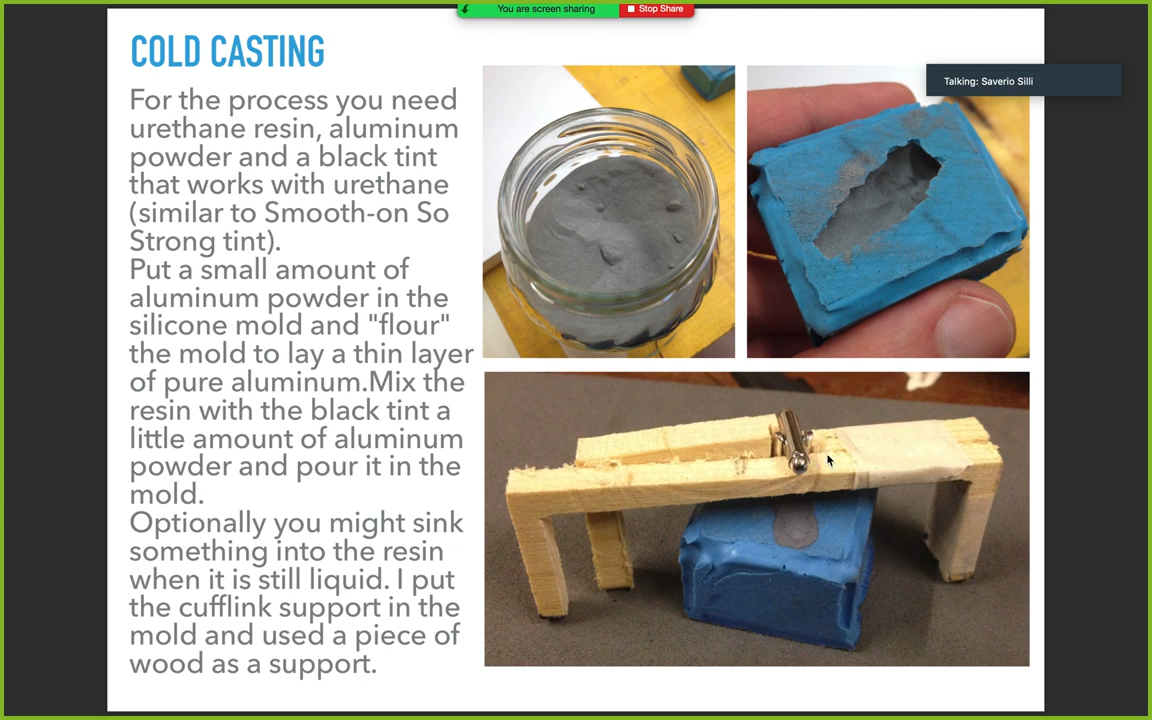 You are screen sharing
Stop Share
Talking: Saverio Silli
COLD CASTING
For the process you need
urethane resin, aluminum
powder and a black tint
that works with urethane
(similar to Smooth-on So
Strong tint).
Put a small amount of
aluminum powder in the
silicone mold and "flour"
the mold to lay a thin layer
of pure aluminum.Mix the
resin with the black tint a
little amount of aluminum
powder and pour it in the
mold.
Optionally you might sink
something into the resin
when it is still liquid. I put
the cufflink support in the
mold and used a piece of
wood as a support.